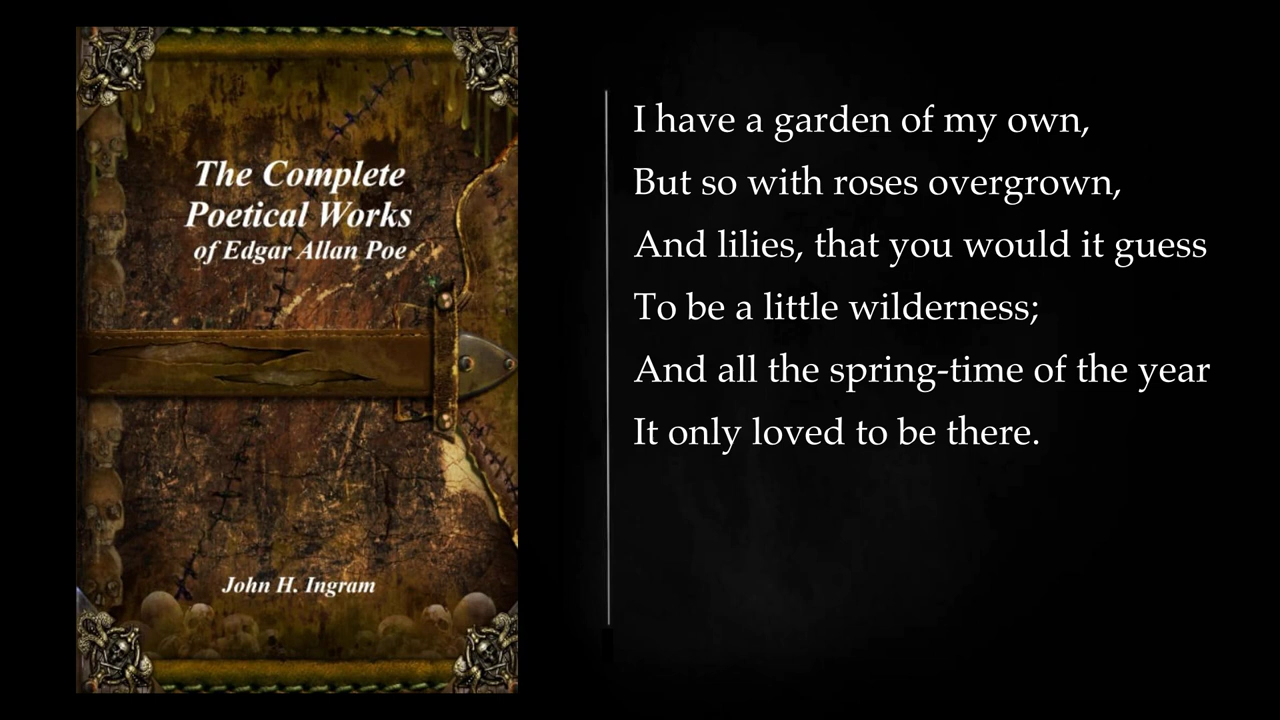 The Complete
Poetical Works
of Edgar Allan Poe
John H. Ingram
I have a garden of my own,
But so with roses overgrown,
And lilies, that you would it guess
To be a little wilderness;
And all the spring-time of the year
It only loved to be there.